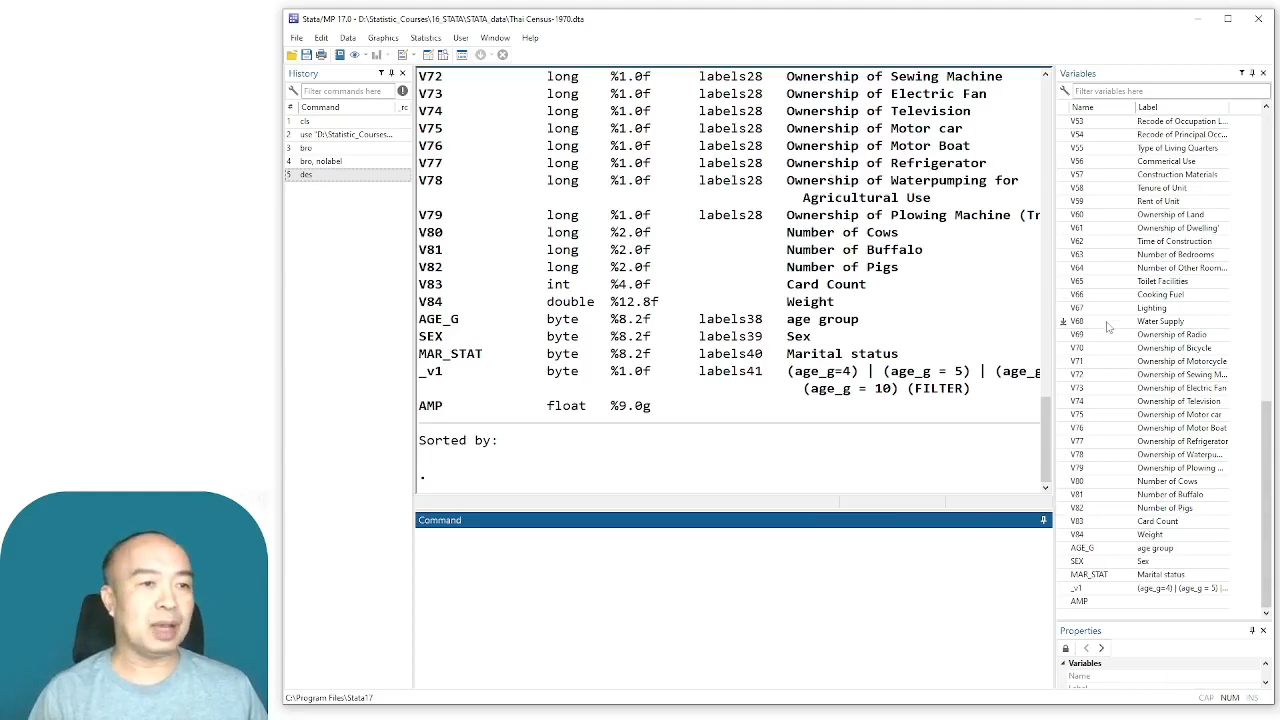 Stata/MP 17.0 - D:\Statistic_Courses\16_STATA\STATA_data\Thai Census-1970.dta
File Edit Data Graphics Statistics User Window Help
History
Filter commands here
# Command _rc
1 cls
2 use "D:\Statistic_Courses...
3 bro
4 bro, nolabel
5 des
V72 long %1.0f labels28 Ownership of Sewing Machine
V73 long %1.0f labels28 Ownership of Electric Fan
V74 long %1.0f labels28 Ownership of Television
V75 long %1.0f labels28 Ownership of Motor car
V76 long %1.0f labels28 Ownership of Motor Boat
V77 long %1.0f labels28 Ownership of Refrigerator
V78 long %1.0f labels28 Ownership of Waterpumping for
Agricultural Use
V79 long %1.0f labels28 Ownership of Plowing Machine (Tr
V80 long %2.0f Number of Cows
V81 long %2.0f Number of Buffalo
V82 long %2.0f Number of Pigs
V83 int %4.0f Card Count
V84 double %12.8f Weight
AGE_G byte %8.2f labels38 age group
SEX byte %8.2f labels39 Sex
MAR_STAT byte %8.2f labels40 Marital status
_v1 byte %1.0f labels41 (age_g=4) | (age_g = 5) | (age_g
(age_g = 10) (FILTER)
AMP float %9.0g
Sorted by:
.
Command
Variables
Filter variables here
Name Label
V53 Recode of Occupation L...
V54 Recode of Principal Occ...
V55 Type of Living Quarters
V56 Commerical Use
V57 Construction Materials
V58 Tenure of Unit
V59 Rent of Unit
V60 Ownership of Land
V61 Ownership of Dwelling'
V62 Time of Construction
V63 Number of Bedrooms
V64 Number of Other Room...
V65 Toilet Facilities
V66 Cooking Fuel
V67 Lighting
V68 Water Supply
V69 Ownership of Radio
V70 Ownership of Bicycle
V71 Ownership of Motorcycle
V72 Ownership of Sewing M...
V73 Ownership of Electric Fan
V74 Ownership of Television
V75 Ownership of Motor car
V76 Ownership of Motor Boat
V77 Ownership of Refrigerator
V78 Ownership of Waterpu...
V79 Ownership of Plowing ...
V80 Number of Cows
V81 Number of Buffalo
V82 Number of Pigs
V83 Card Count
V84 Weight
AGE_G age group
SEX Sex
MAR_STAT Marital status
_v1 (age_g=4) | (age_g = 5) |...
AMP
Properties
Variables
Name
Label
C:\Program Files\Stata17
CAP NUM INS